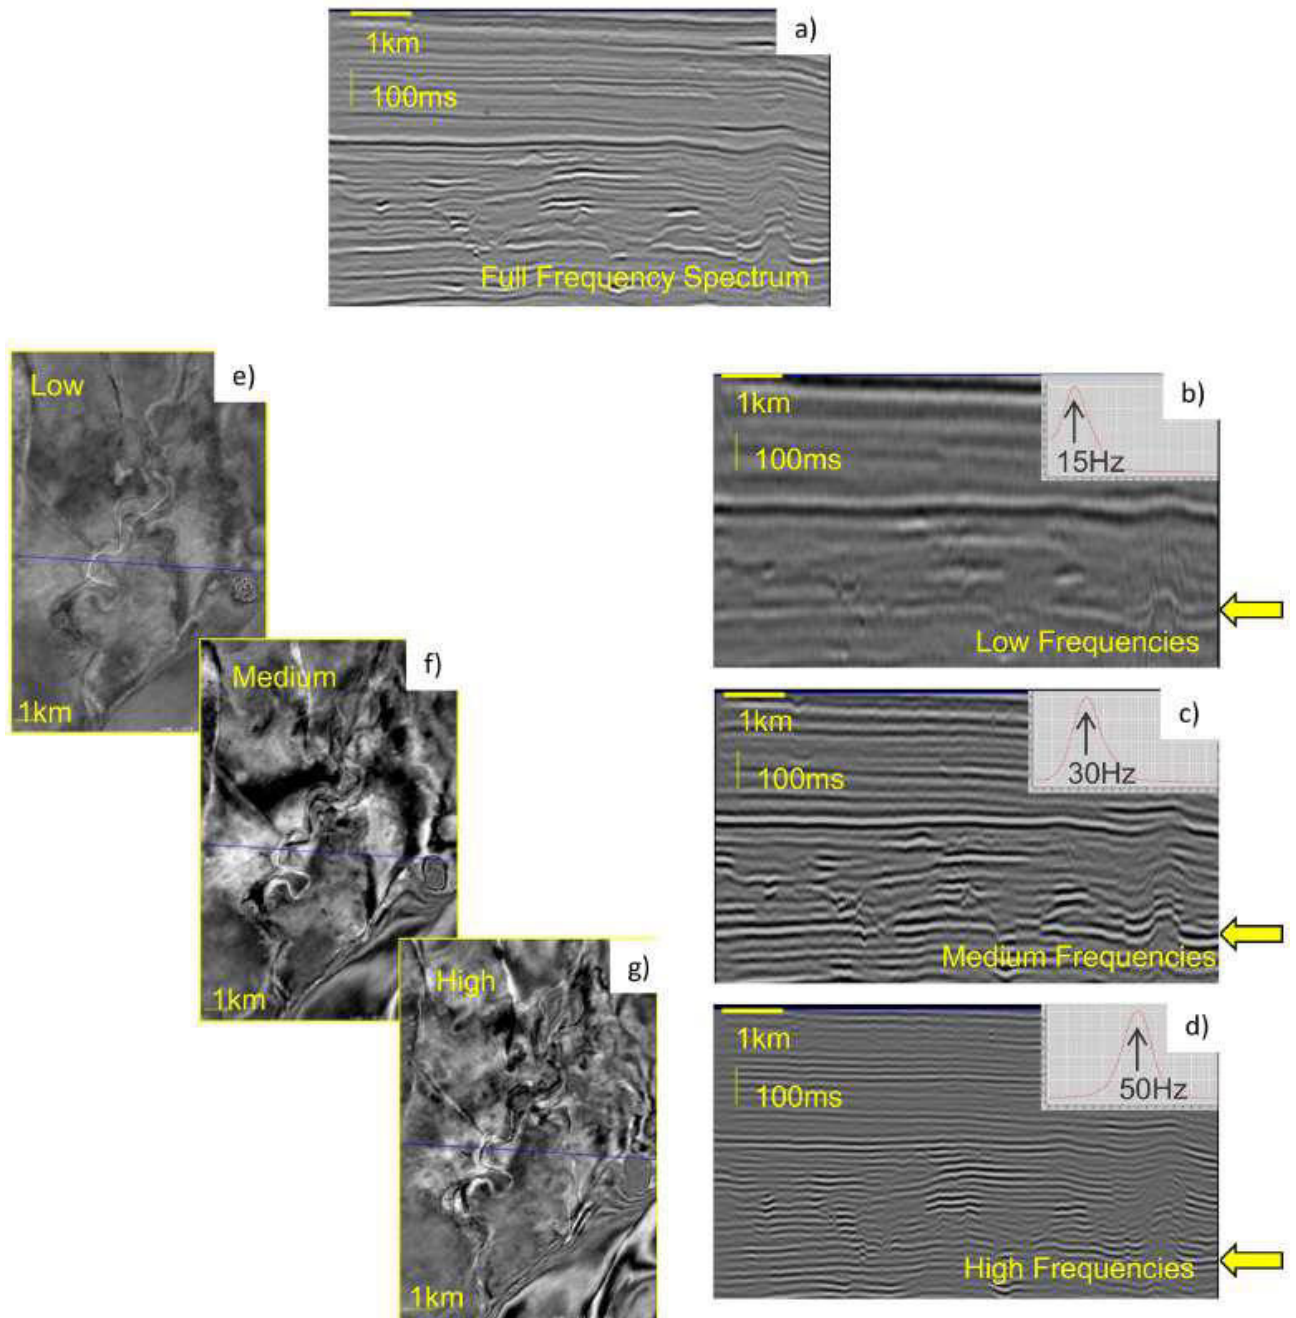 a)
1km
100ms
Full Frequency Spectrum
e)
Low
1km
f)
Medium
1km
g)
High
1km
b)
1km
100ms
15Hz
Low Frequencies
c)
1km
100ms
30Hz
Medium Frequencies
d)
1km
100ms
50Hz
High Frequencies